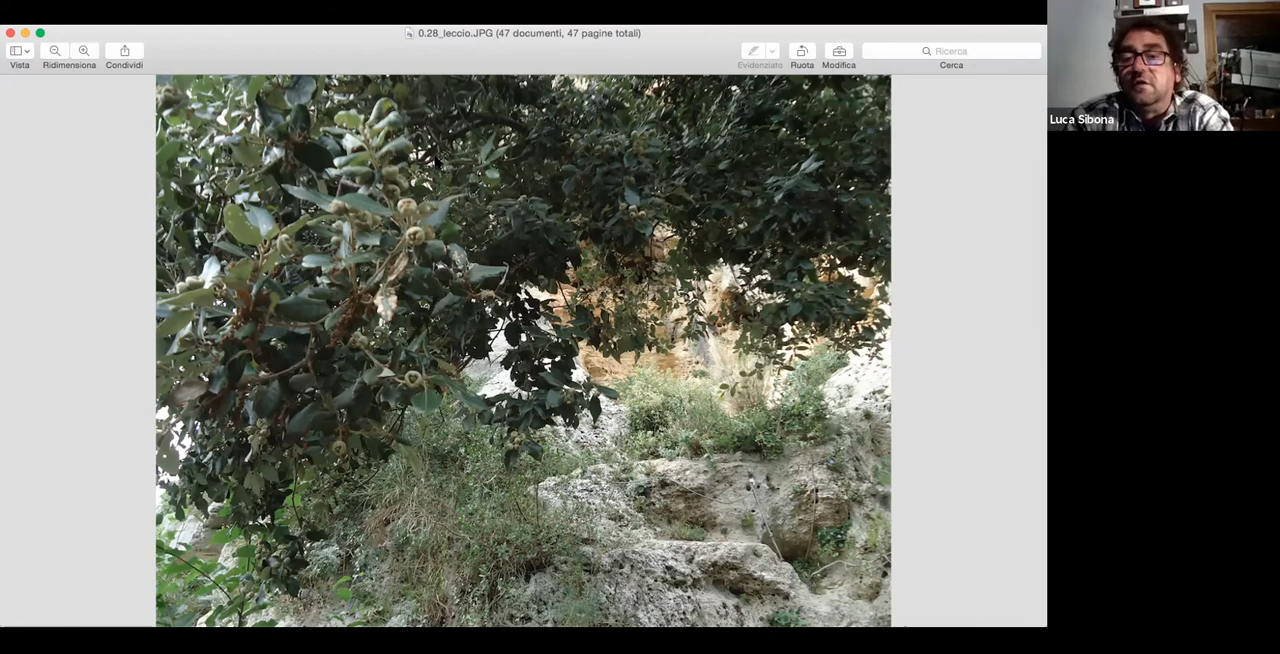 0.28_leccio.JPG (47 documenti, 47 pagine totali)
Vista
Ridimensiona
Condividi
Evidenziato
Ruota
Modifica
Ricerca
Cerca
Luca Sibona